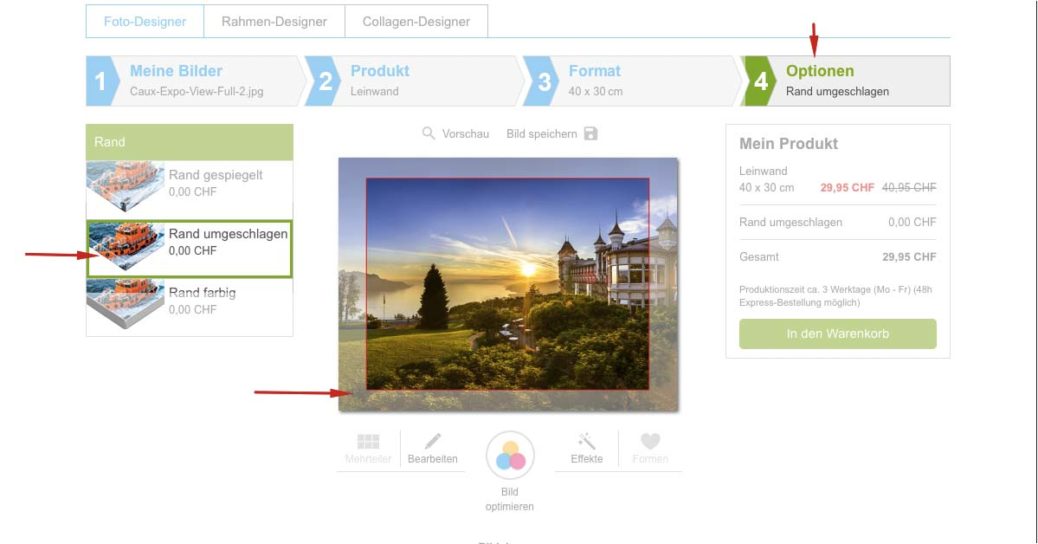 Foto-Designer
Rahmen-Designer
Collagen-Designer
1
Meine Bilder
Caux-Expo-View-Full-2.jpg
2
Produkt
Leinwand
3
Format
40 x 30 cm
4
Optionen
Rand umgeschlagen
Rand
Rand gespiegelt
0,00 CHF
Rand umgeschlagen
0,00 CHF
Rand farbig
0,00 CHF
Vorschau
Bild speichern
Mehrteiler
Bearbeiten
Bild
optimieren
Effekte
Formen
Mein Produkt
Leinwand
40 x 30 cm 29,95 CHF 40,95 CHF
Rand umgeschlagen 0,00 CHF
Gesamt 29,95 CHF
Produktionszeit ca. 3 Werktage (Mo - Fr) (48h
Express-Bestellung möglich)
In den Warenkorb